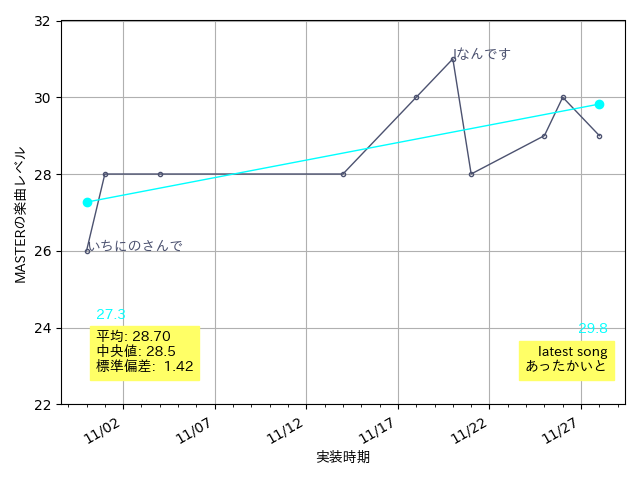 32
30
28
26
24
22
MASTERの楽曲レベル
Iなんです
いちにのさんで
27.3
平均: 28.70
中央値: 28.5
標準偏差: 1.42
29.8
latest song
あったかいと
11/02
11/07
11/12
11/17
11/22
11/27
実装時期